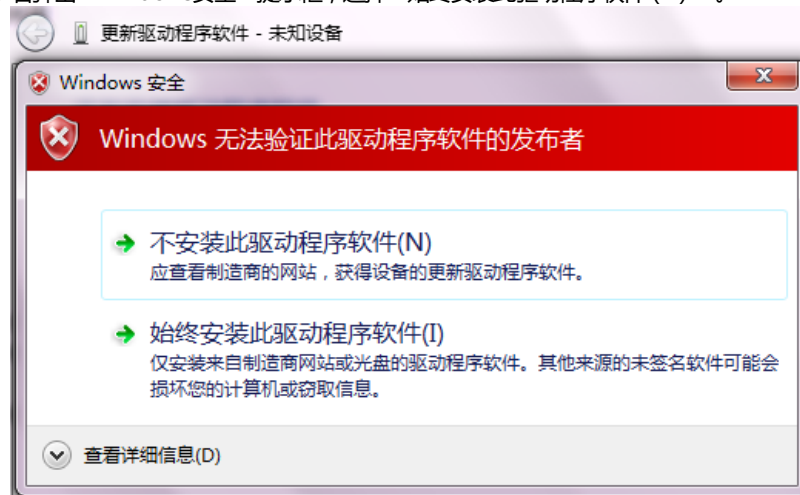 更新驱动程序软件 - 未知设备
Windows 安全
Windows 无法验证此驱动程序软件的发布者
不安装此驱动程序软件(N)
应查看制造商的网站，获得设备的更新驱动程序软件。
始终安装此驱动程序软件(I)
仅安装来自制造商网站或光盘的驱动程序软件。其他来源的未签名软件可能会
损坏您的计算机或窃取信息。
查看详细信息(D)